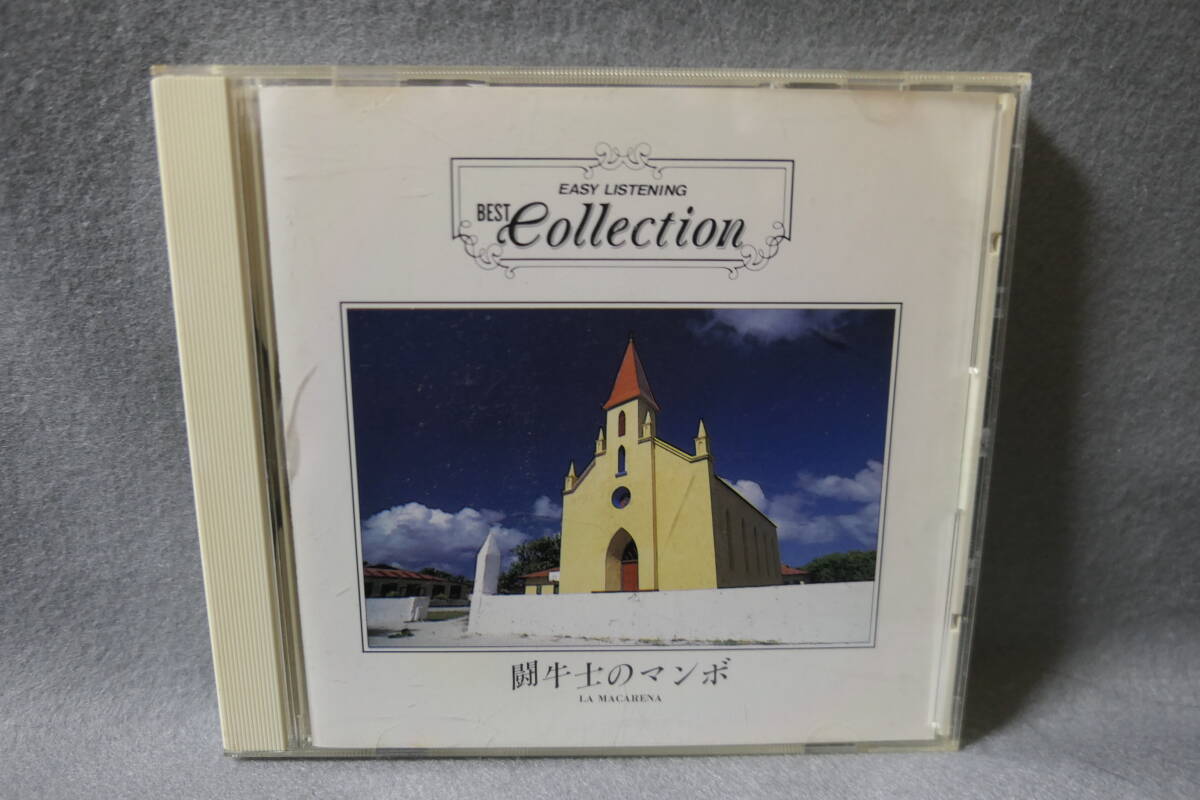 EASY LISTENING
BEST Collection
闘牛士のマンボ
LA MACARENA